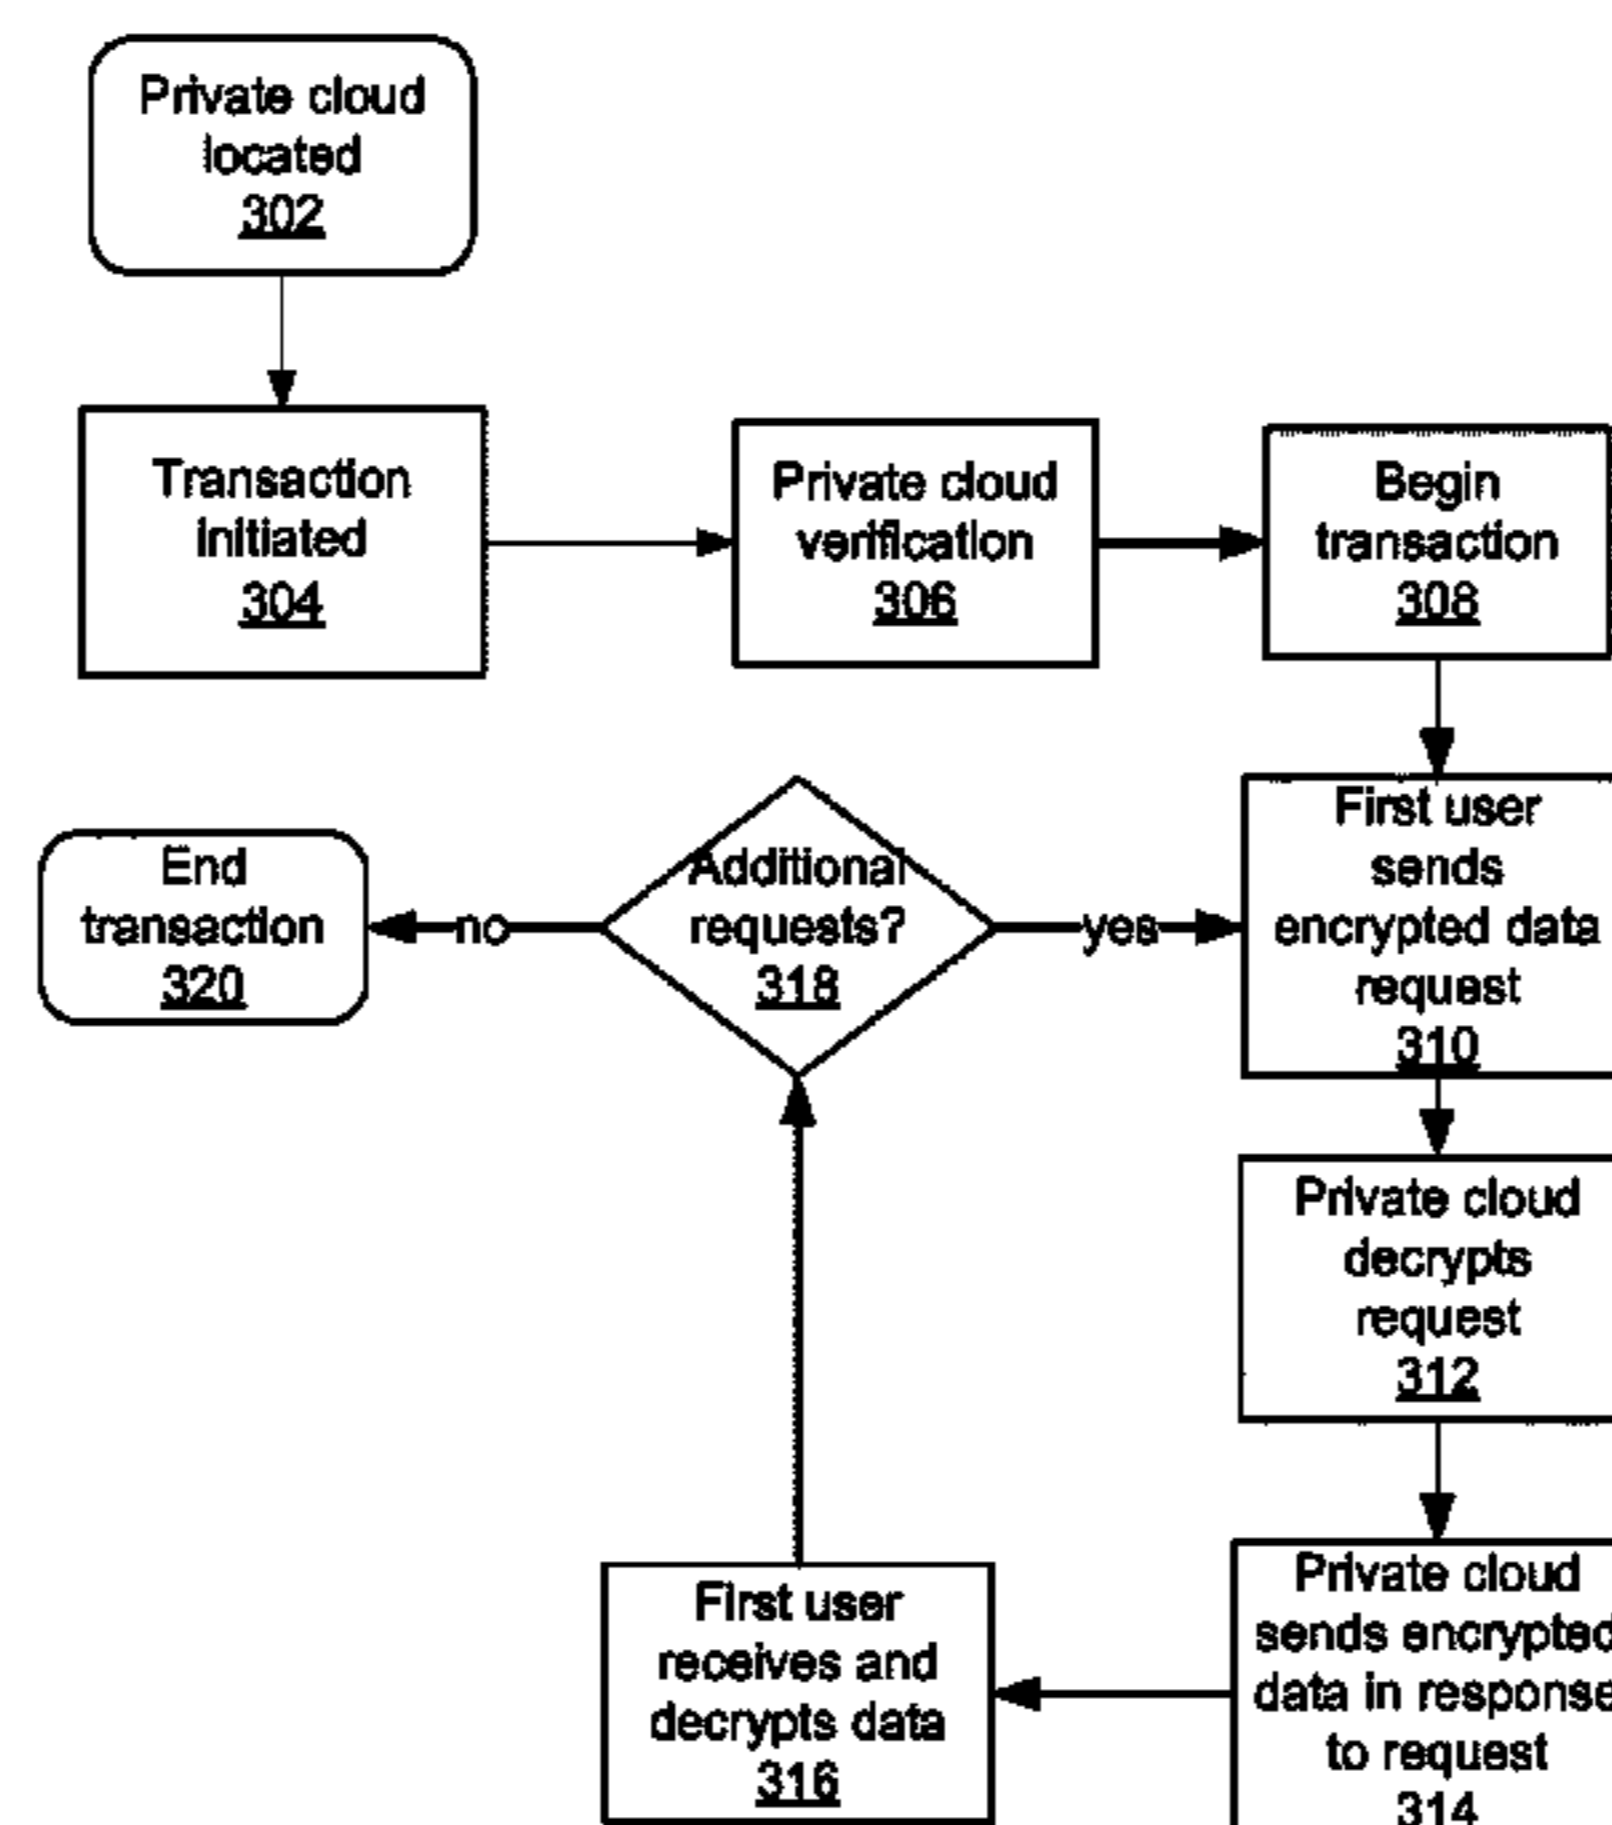 Private cloud
located
302
Transaction
initiated
304
Private cloud
verification
306
Begin
transaction
308
First user
sends
encrypted data
request
310
Private cloud
decrypts
request
312
Private cloud
sends encrypted
data in response
to request
314
First user
receives and
decrypts data
316
Additional
requests?
318
yes
no
End
transaction
320